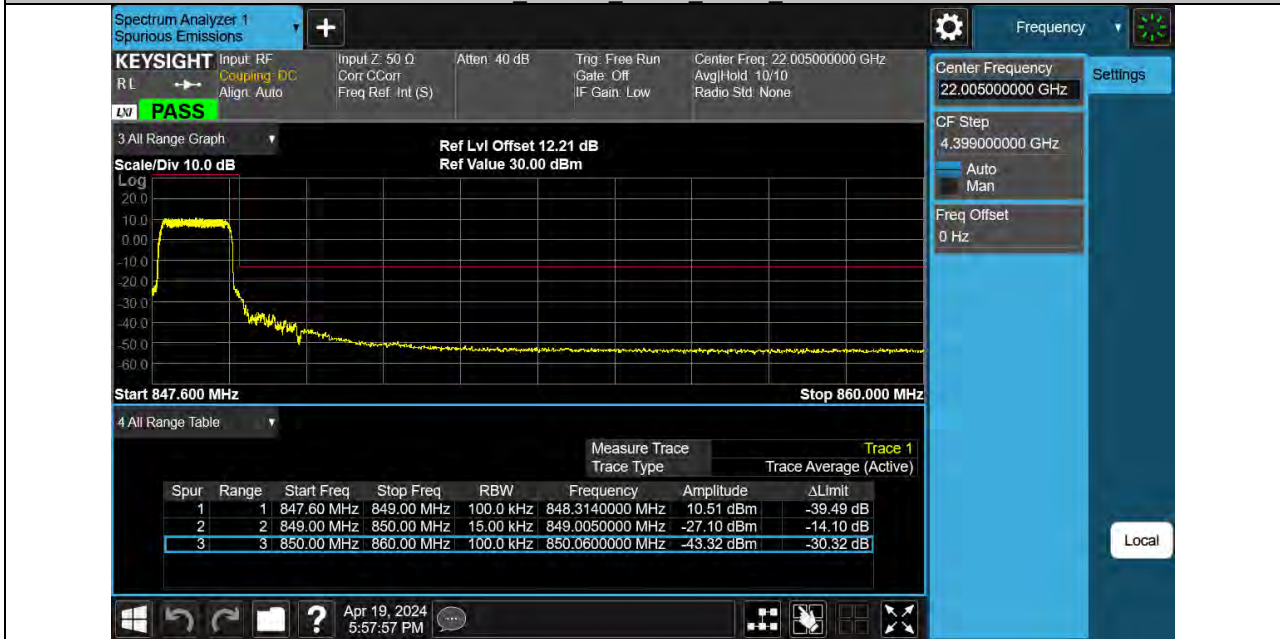 Spectrum Analyzer 1
Spurious Emissions
Frequency
KEYSIGHT
RL
LXI PASS
Input: RF
Coupling: DC
Align: Auto
Input Z: 50 Ω
Corr CCorr
Freq Ref: Int (S)
Atten: 40 dB
Trig: Free Run
Gate: Off
IF Gain: Low
Center Freq: 22.005000000 GHz
Avg|Hold: 10/10
Radio Std: None
Center Frequency
22.005000000 GHz
Settings
CF Step
4.399000000 GHz
Auto
Man
Freq Offset
0 Hz
Local
3 All Range Graph
Scale/Div 10.0 dB
Ref Lvl Offset 12.21 dB
Ref Value 30.00 dBm
Log
20.0
10.0
0.00
-10.0
-20.0
-30.0
-40.0
-50.0
-60.0
Start 847.600 MHz Stop 860.000 MHz
4 All Range Table
Measure Trace Trace 1
Trace Type Trace Average (Active)
Spur Range Start Freq Stop Freq RBW Frequency Amplitude ΔLimit
1 1 847.60 MHz 849.00 MHz 100.0 kHz 848.3140000 MHz 10.51 dBm -39.49 dB
2 2 849.00 MHz 850.00 MHz 15.00 kHz 849.0050000 MHz -27.10 dBm -14.10 dB
3 3 850.00 MHz 860.00 MHz 100.0 kHz 850.0600000 MHz -43.32 dBm -30.32 dB
Apr 19, 2024
5:57:57 PM